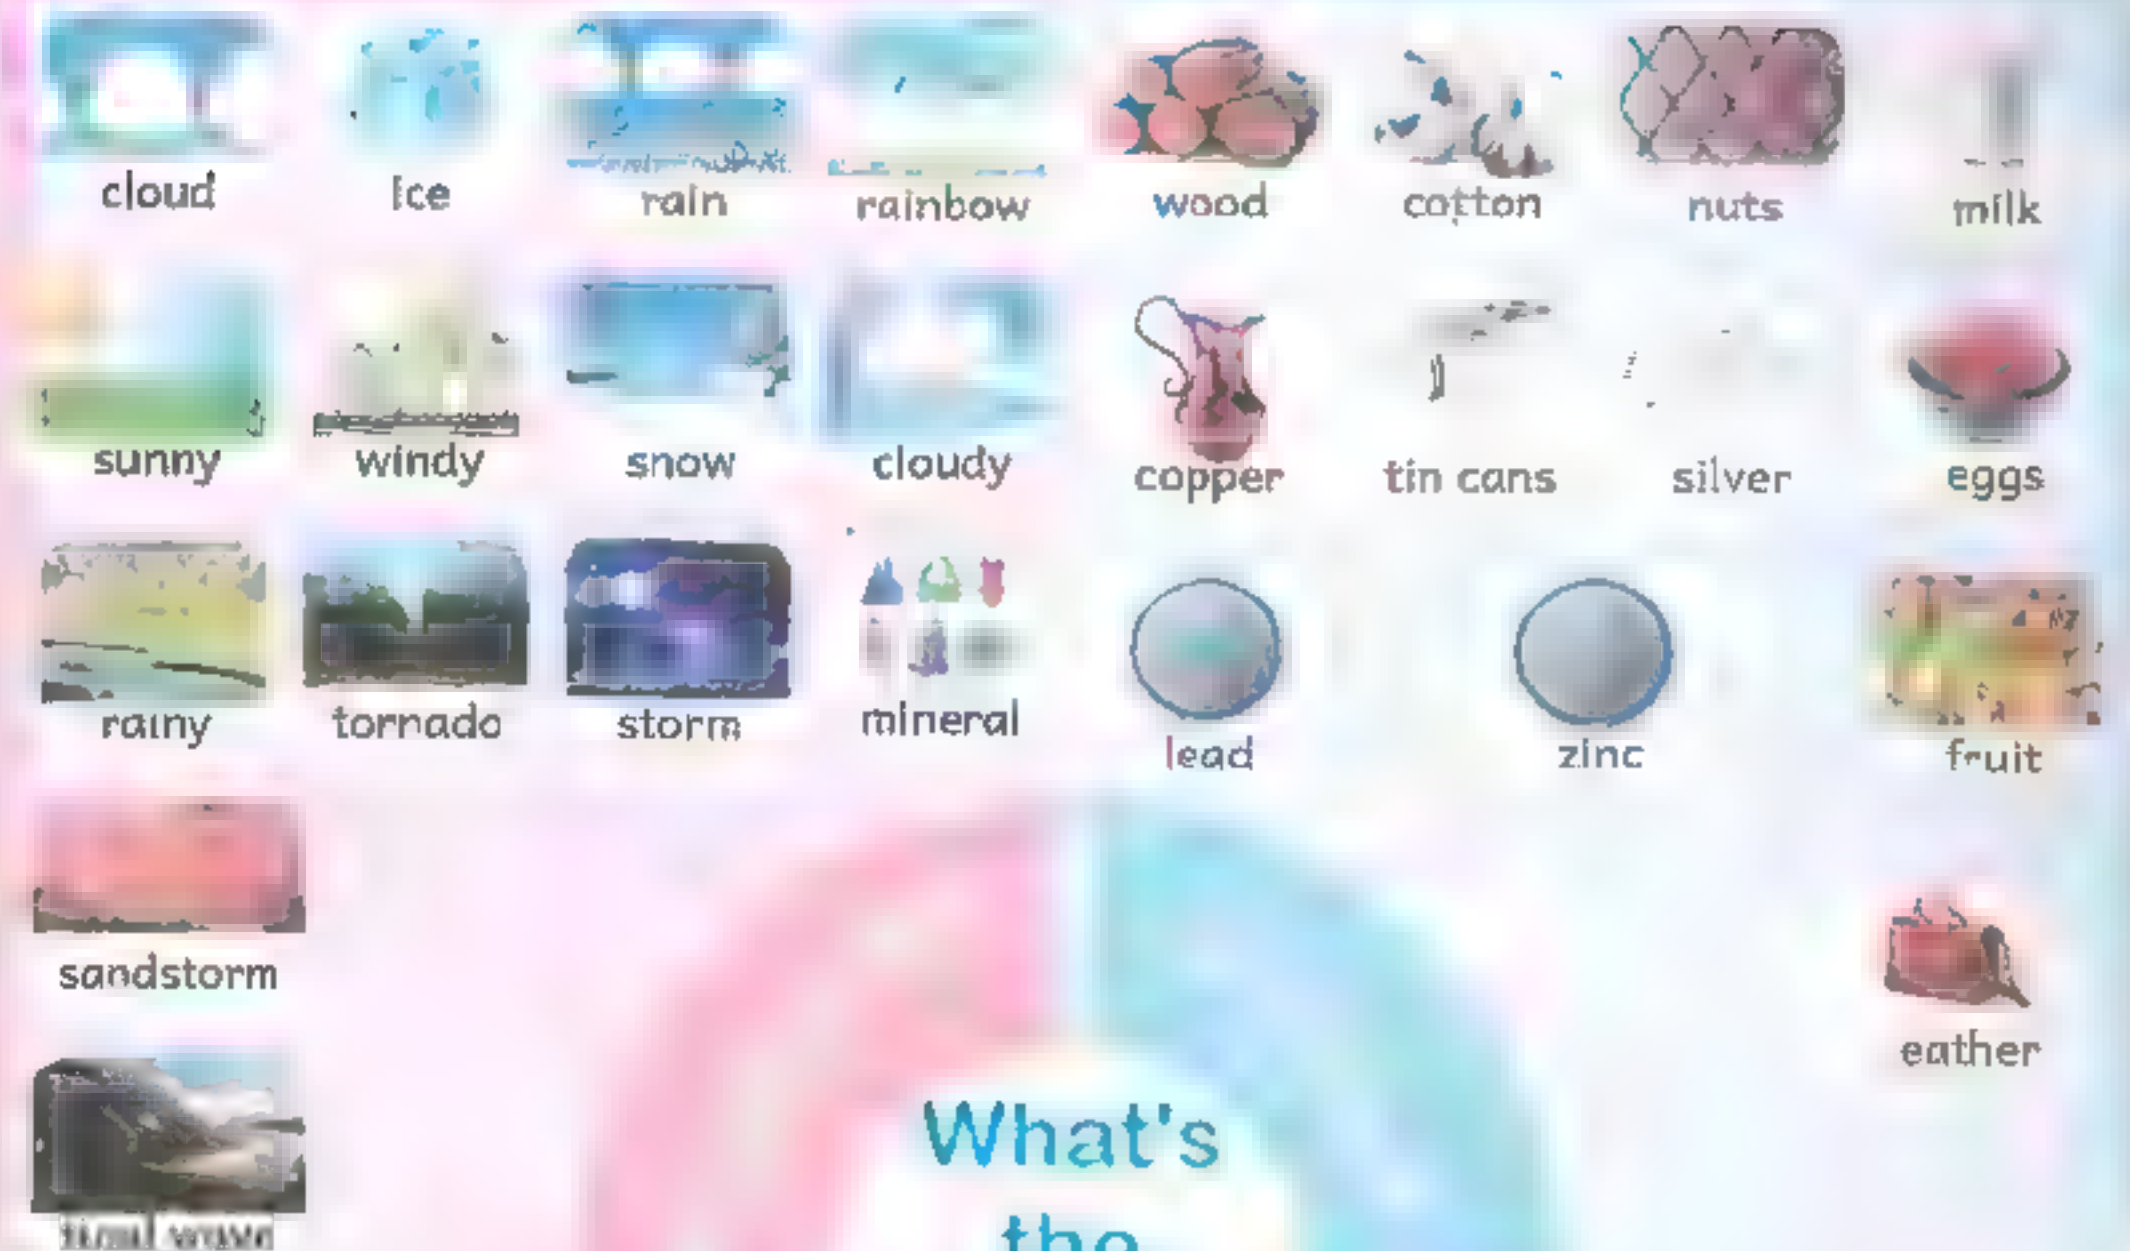 cloud ice rain rainbow wood cotton nuts milk
sunny windy snow cloudy copper tin cans silver eggs
rainy tornado storm mineral lead zinc fruit
sandstorm
eather
What's
the